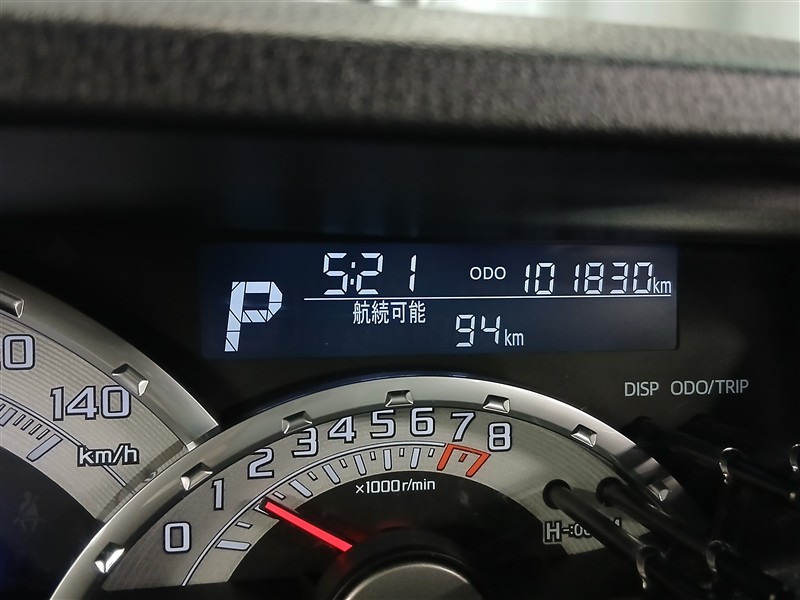 5:21 ODO 101830km
P
航続可能 94km
DISP ODO/TRIP
140
km/h
0 1 2 3 4 5 6 7 8
×1000r/min